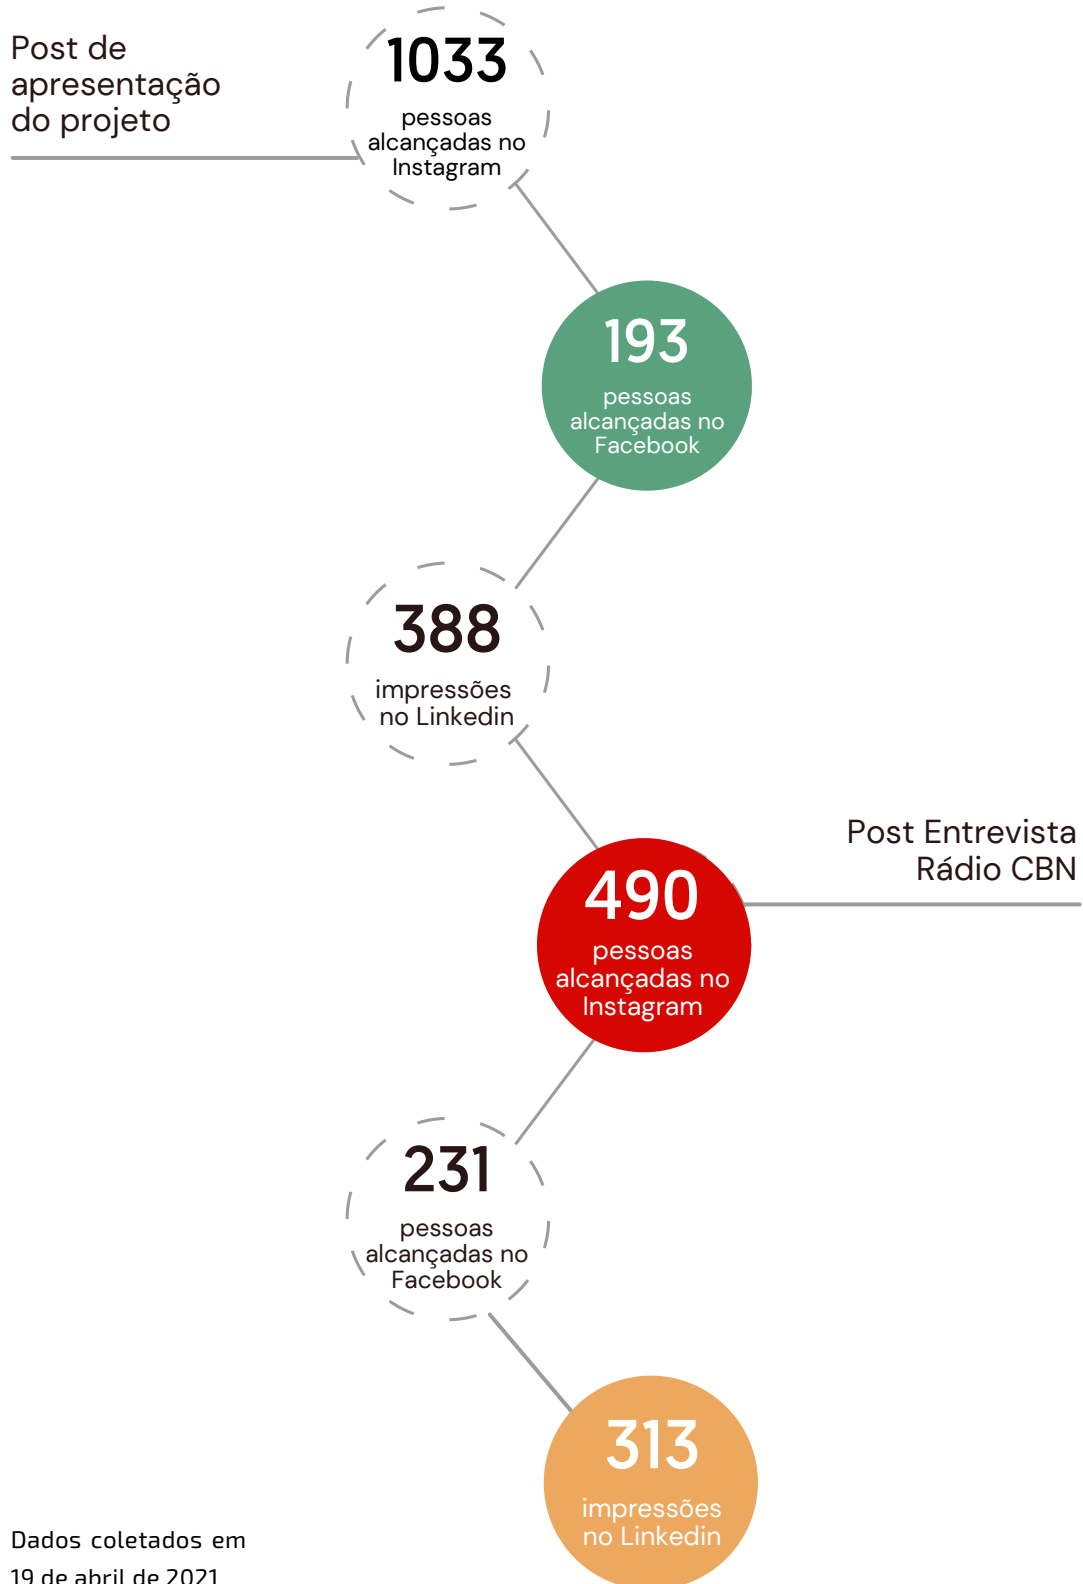 Post de
apresentação
do projeto
1033
pessoas
alcançadas no
Instagram
193
pessoas
alcançadas no
Facebook
388
impressões
no Linkedin
Post Entrevista
Rádio CBN
490
pessoas
alcançadas no
Instagram
231
pessoas
alcançadas no
Facebook
313
impressões
no Linkedin
Dados coletados em
19 de abril de 2021